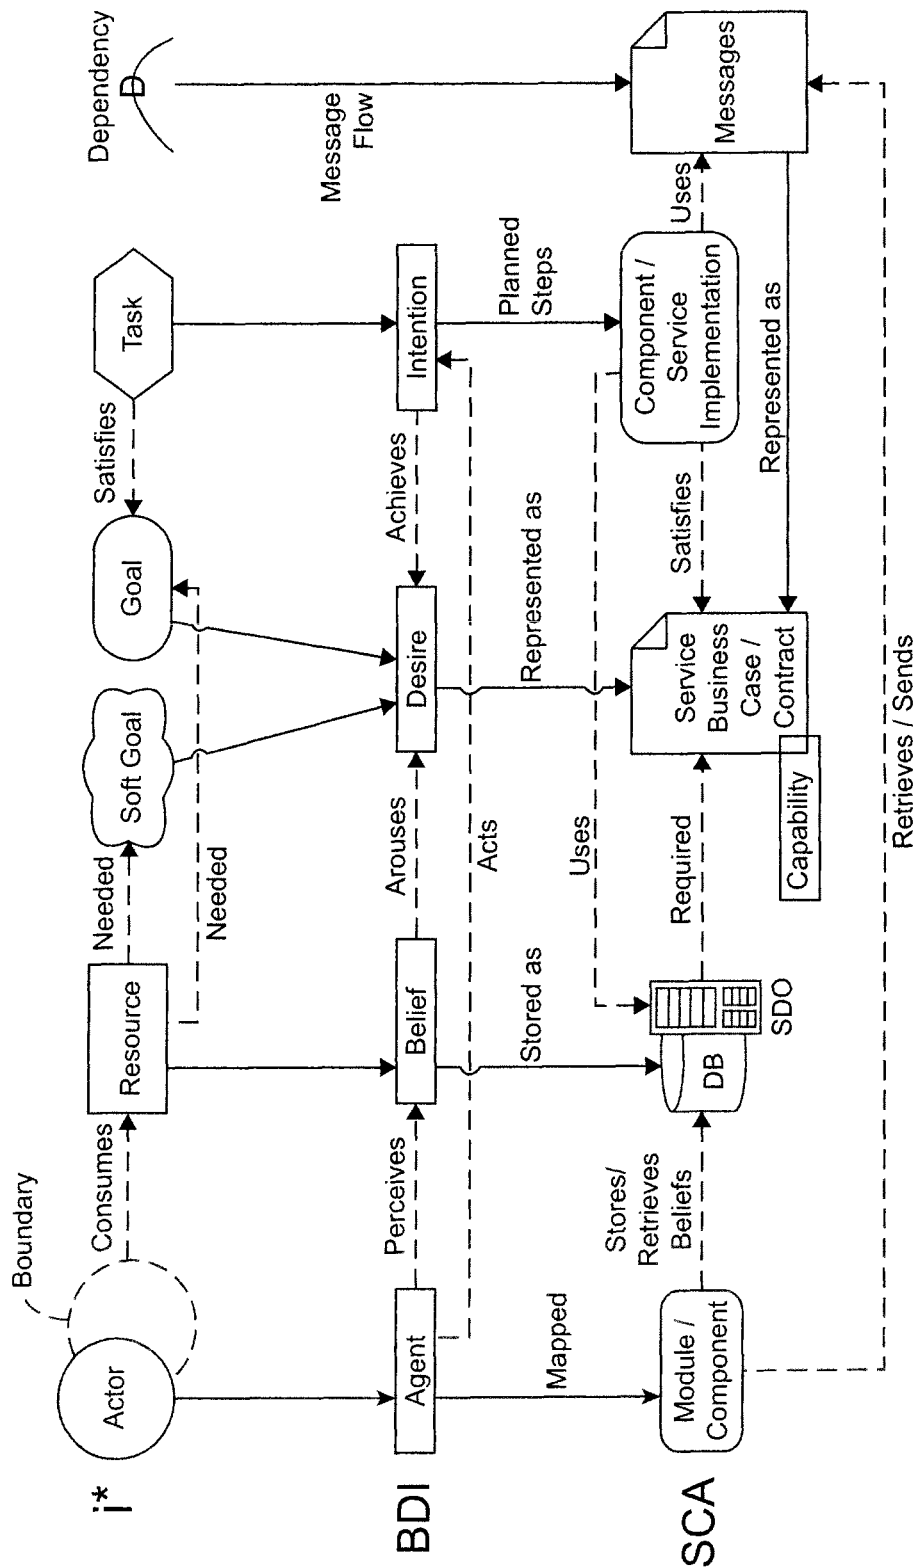 i*
Boundary
Actor
Consumes
Resource
Needed
Needed
Soft Goal
Goal
Satisfies
Task
Dependency
D
Message
Flow
BDI
Agent
Perceives
Belief
Arouses
Desire
Achieves
Intention
Acts
Mapped
Stored as
Represented as
Planned
Steps
Uses
SCA
Module /
Component
Stores/
Retrieves
Beliefs
DB
SDO
Required
Service
Business
Case /
Contract
Capability
Satisfies
Component /
Service
Implementation
Uses
Messages
Represented as
Retrieves / Sends